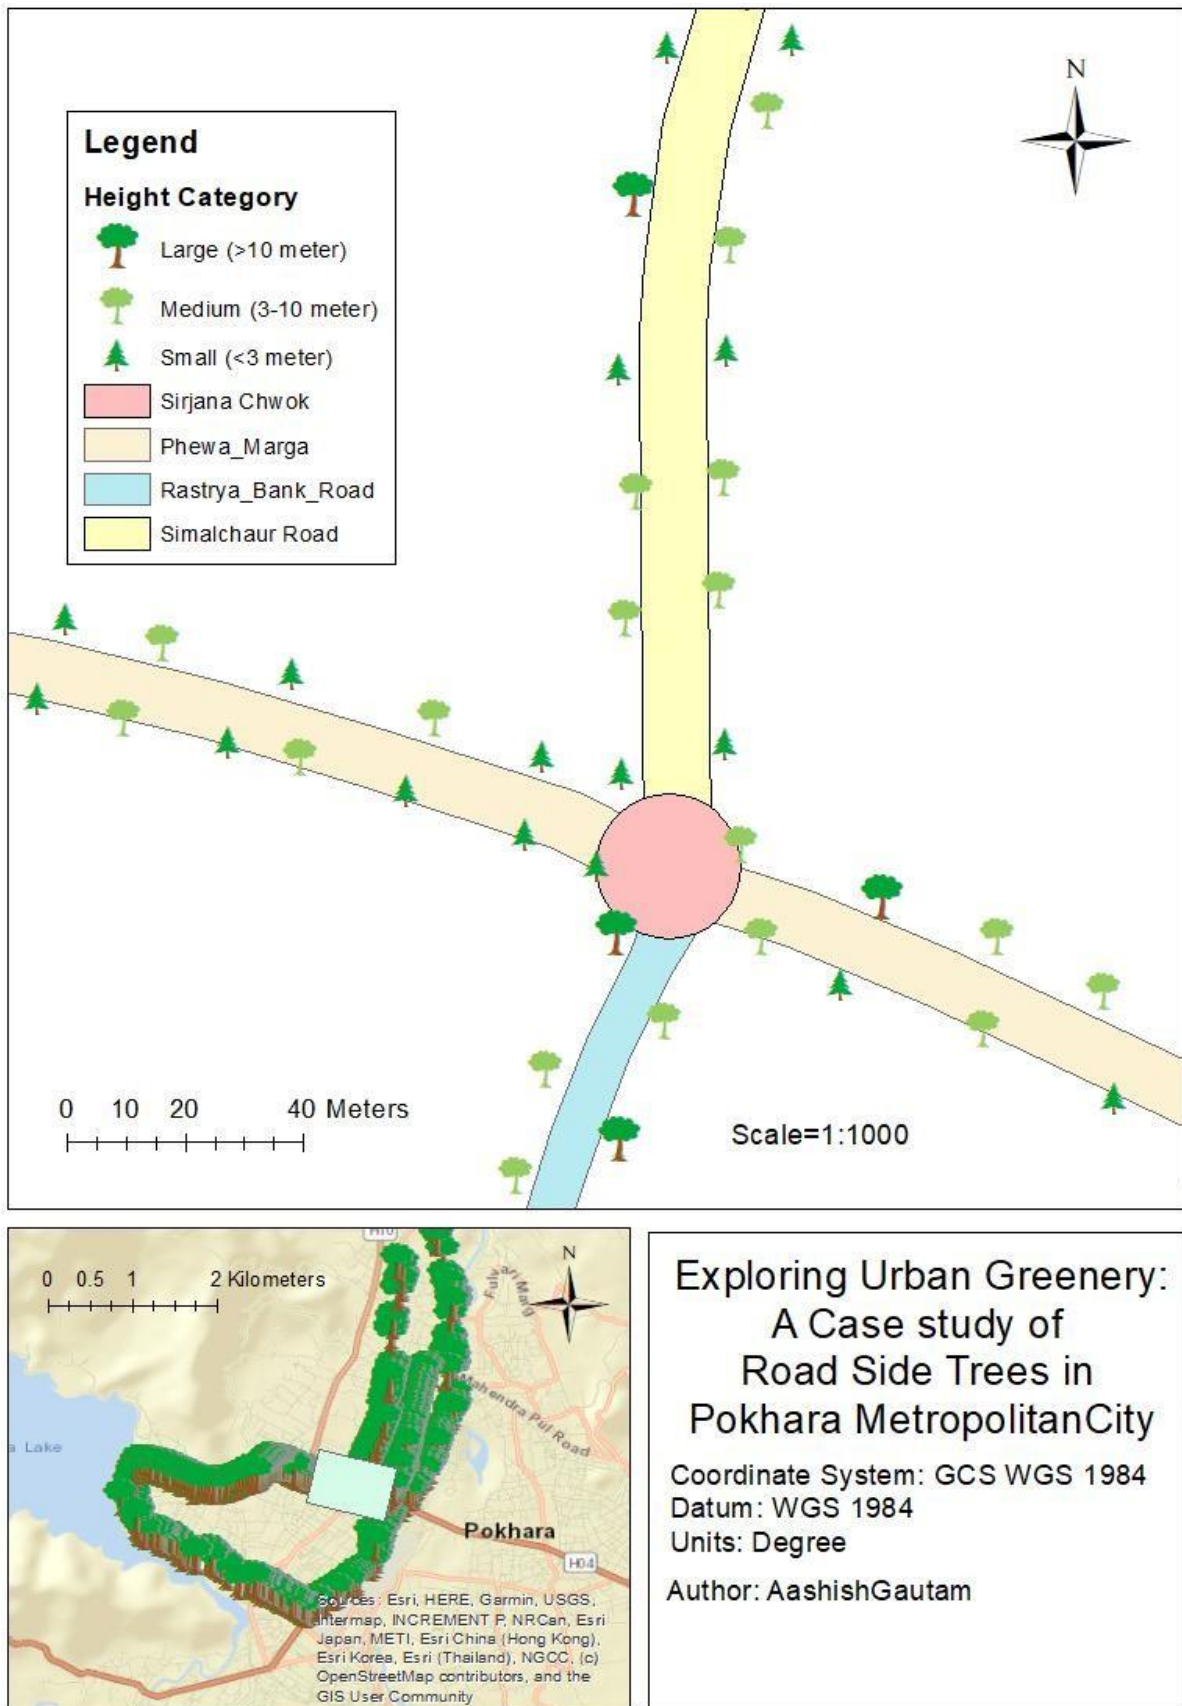 N
Legend
Height Category
Large (>10 meter)
Medium (3-10 meter)
Small (<3 meter)
Sirjana Chwok
Phewa_Marga
Rastrya_Bank_Road
Simalchaur Road
0 10 20 40 Meters
Scale=1:1000
0 0.5 1 2 Kilometers
N
Mahendra Pul Road
a Lake
Pokhara
H04
Sources: Esri, HERE, Garmin, USGS,
Intermap, INCREMENT P, NRCan, Esri
Japan, METI, Esri China (Hong Kong),
Esri Korea, Esri (Thailand), NGCC, (c)
OpenStreetMap contributors, and the
GIS User Community
Exploring Urban Greenery:
A Case study of
Road Side Trees in
Pokhara MetropolitanCity
Coordinate System: GCS WGS 1984
Datum: WGS 1984
Units: Degree
Author: AashishGautam